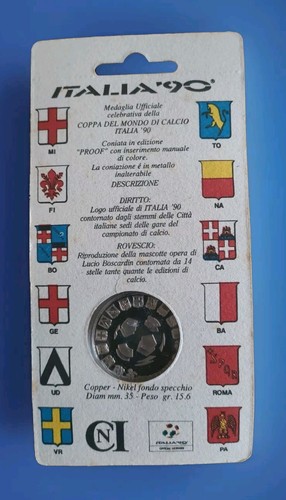 ITALIA'90
Medaglia Ufficiale
celebrativa della
COPPA DEL MONDO DI CALCIO
ITALIA '90
Coniata in edizione
"PROOF" con inserimento manuale
di colore.
La coniazione è in metallo
inalterabile
DESCRIZIONE
DIRITTO:
Logo ufficiale di ITALIA '90
contornato dagli stemmi delle Città
italiane sedi delle gare del
campionato di calcio.
ROVESCIO:
Riproduzione della mascotte opera di
Lucio Boscardin contornata da 14
stelle tante quante le edizioni di
calcio.
MI
FI
BO
GE
UD
VR
TO
NA
CA
BA
ROMA
PA
Copper - Nikel fondo specchio
Diam mm. 35 - Peso gr. 15.6
CNI
ITALIA'90